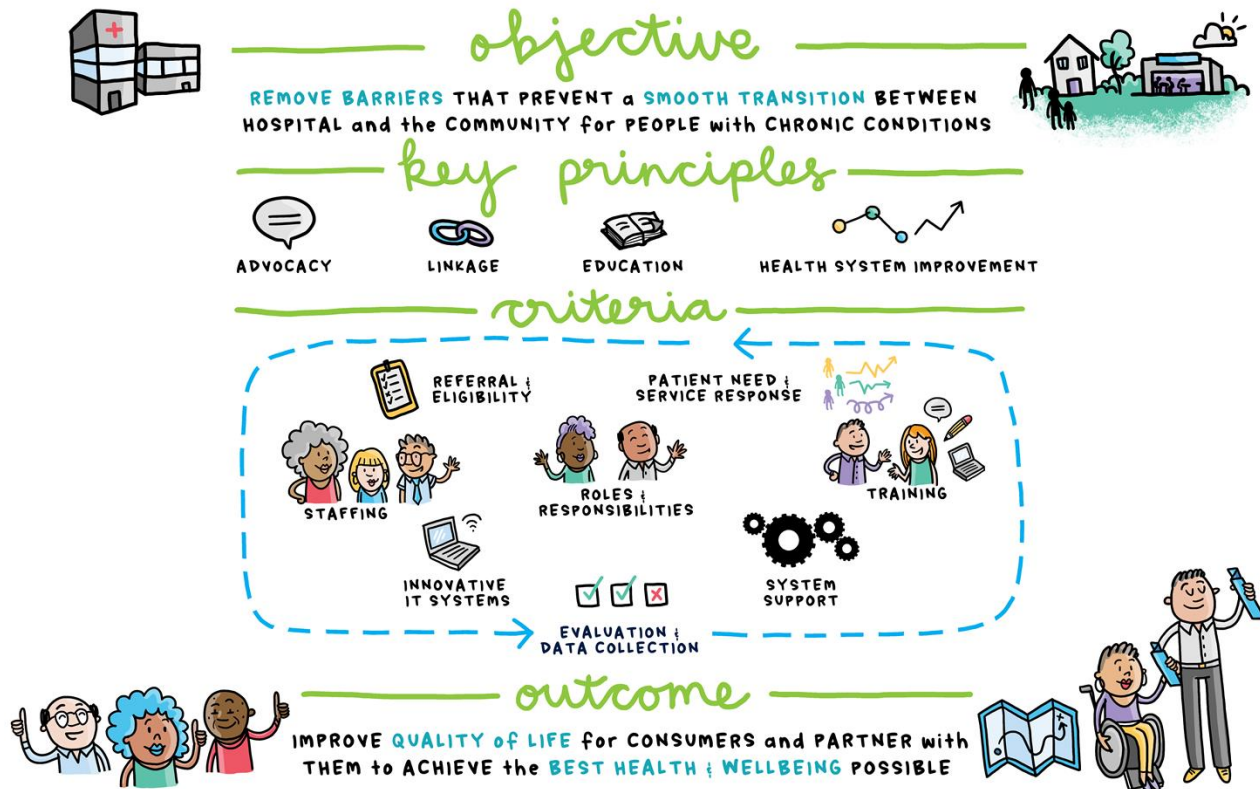 objective
REMOVE BARRIERS THAT PREVENT a SMOOTH TRANSITION BETWEEN
HOSPITAL and the COMMUNITY for PEOPLE with CHRONIC CONDITIONS
key principles
ADVOCACY
LINKAGE
EDUCATION
HEALTH SYSTEM IMPROVEMENT
criteria
REFERRAL &
ELIGIBILITY
PATIENT NEED &
SERVICE RESPONSE
STAFFING
ROLES &
RESPONSIBILITIES
TRAINING
INNOVATIVE
IT SYSTEMS
SYSTEM
SUPPORT
EVALUATION &
DATA COLLECTION
outcome
IMPROVE QUALITY of LIFE for CONSUMERS and PARTNER with
THEM to ACHIEVE the BEST HEALTH & WELLBEING POSSIBLE